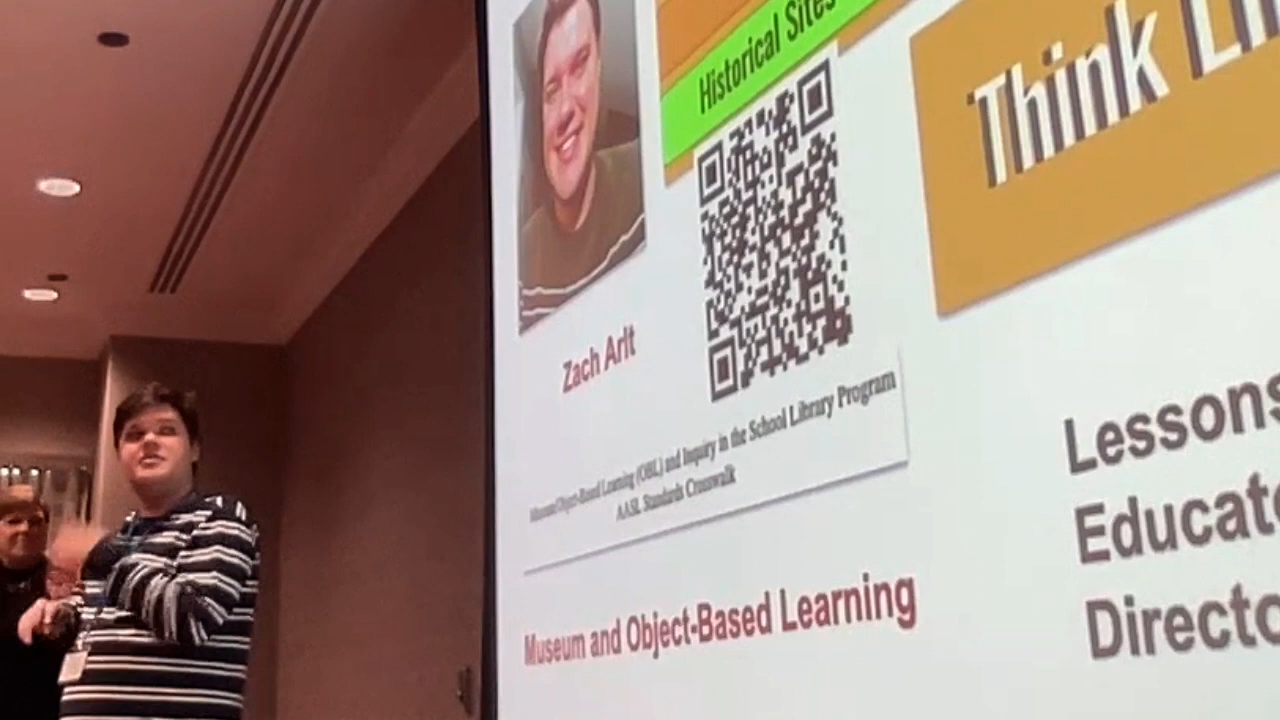 Historical Sites
Think Li
Zach Arlt
Museum/Object-Based Learning (OBL) and Inquiry in the School Library Program
AASL Standards Crosswalk
Museum and Object-Based Learning
Lessons
Educat
Directo